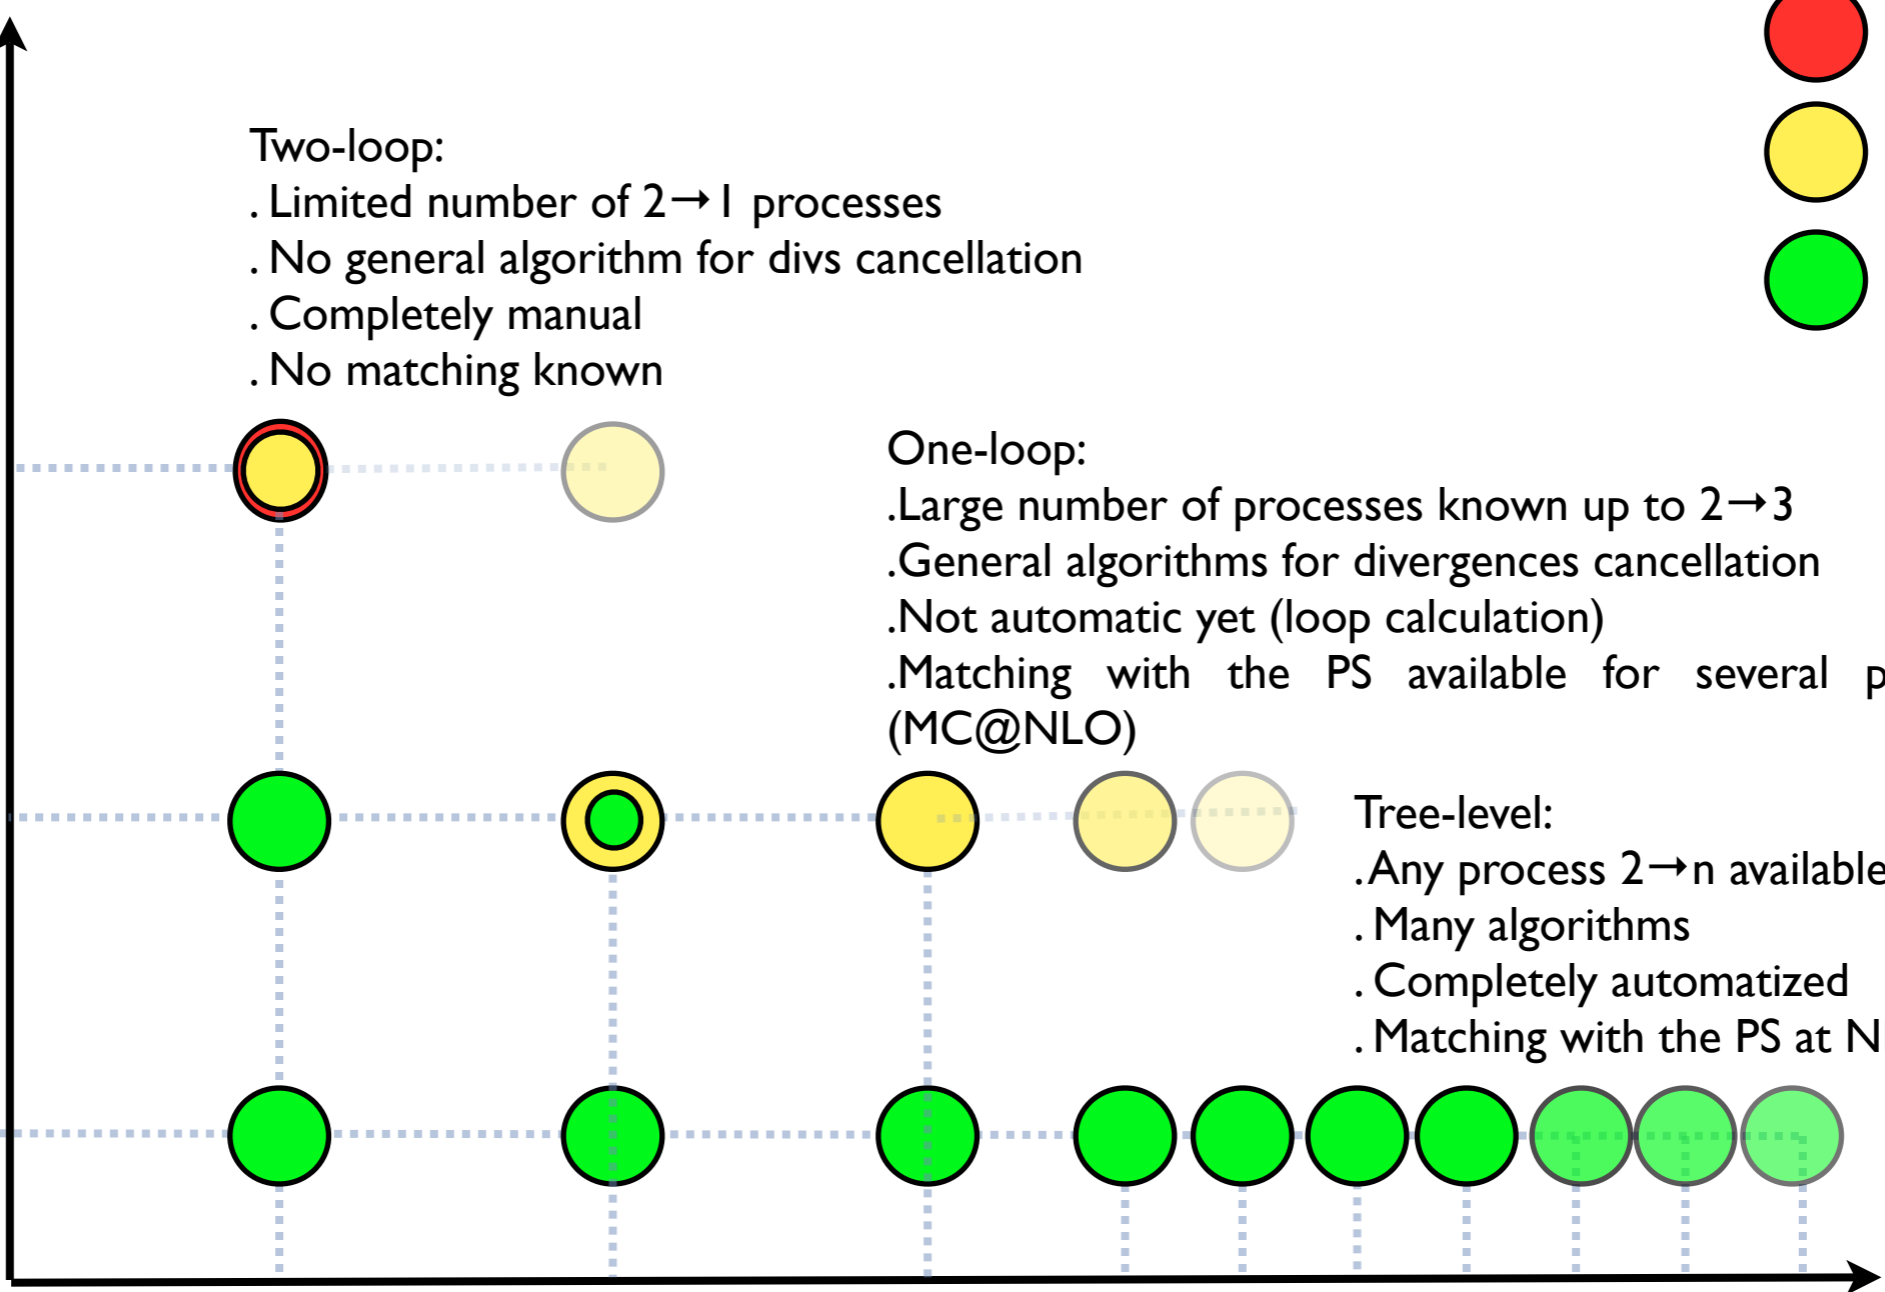 Two-loop:
. Limited number of 2→1 processes
. No general algorithm for divs cancellation
. Completely manual
. No matching known
One-loop:
.Large number of processes known up to 2→3
.General algorithms for divergences cancellation
.Not automatic yet (loop calculation)
.Matching with the PS available for several p
(MC@NLO)
Tree-level:
.Any process 2→n available
. Many algorithms
. Completely automatized
. Matching with the PS at N